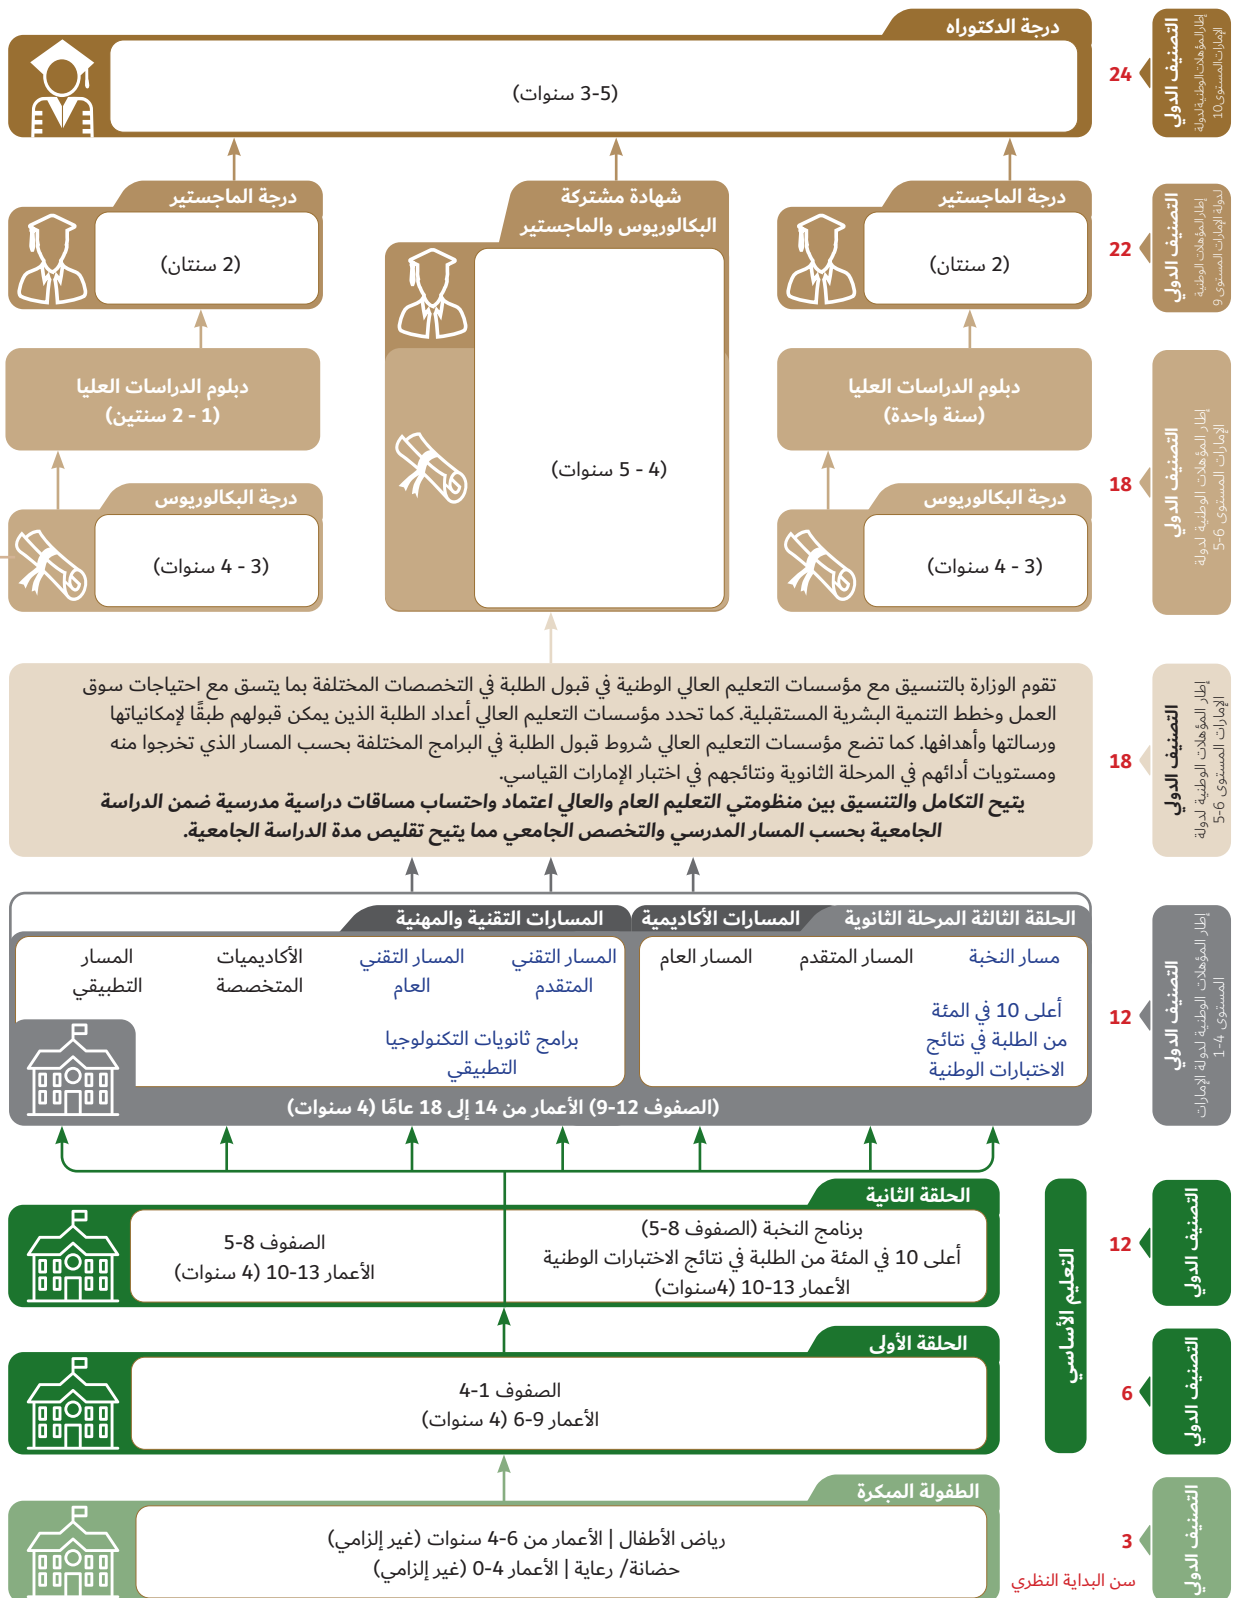 درجة الدكتوراه
(3-5 سنوات)
24
التصنيف الدولي
إطار المؤهلات الوطنية لدولة
الإمارات المستوى 10
درجة الماجستير
(2 سنتان)
شهادة مشتركة
البكالوريوس والماجستير
(4 - 5 سنوات)
درجة الماجستير
(2 سنتان)
22
التصنيف الدولي
إطار المؤهلات الوطنية
لدولة الإمارات المستوى 9
دبلوم الدراسات العليا
(سنة واحدة)
دبلوم الدراسات العليا
(1 - 2 سنتين)
درجة البكالوريوس
(3 - 4 سنوات)
درجة البكالوريوس
(3 - 4 سنوات)
18
التصنيف الدولي
إطار المؤهلات الوطنية لدولة
الإمارات المستوى 6-5
تقوم الوزارة بالتنسيق مع مؤسسات التعليم العالي الوطنية في قبول الطلبة في التخصصات المختلفة بما يتسق مع احتياجات سوق
العمل وخطط التنمية البشرية المستقبلية. كما تحدد مؤسسات التعليم العالي أعداد الطلبة الذين يمكن قبولهم طبقًا لإمكانياتها
ورسالتها وأهدافها. كما تضع مؤسسات التعليم العالي شروط قبول الطلبة في البرامج المختلفة بحسب المسار الذي تخرجوا منه
ومستويات أدائهم في المرحلة الثانوية ونتائجهم في اختبار الإمارات القياسي.
يتيح التكامل والتنسيق بين منظومتي التعليم العام والعالي اعتماد واحتساب مساقات دراسية مدرسية ضمن الدراسة
الجامعية بحسب المسار المدرسي والتخصص الجامعي مما يتيح تقليص مدة الدراسة الجامعية.
18
التصنيف الدولي
إطار المؤهلات الوطنية لدولة
الإمارات المستوى 6-5
الحلقة الثالثة المرحلة الثانوية
المسارات الأكاديمية
المسارات التقنية والمهنية
مسار النخبة
أعلى 10 في المئة
من الطلبة في نتائج
الاختبارات الوطنية
المسار المتقدم
المسار العام
المسار التقني
المتقدم
المسار التقني
العام
برامج ثانويات التكنولوجيا
التطبيقي
الأكاديميات
المتخصصة
المسار
التطبيقي
(الصفوف 12-9) الأعمار من 14 إلى 18 عامًا (4 سنوات)
12
التصنيف الدولي
إطار المؤهلات الوطنية لدولة الإمارات
المستوى 4-1
الحلقة الثانية
برنامج النخبة (الصفوف 8-5)
أعلى 10 في المئة من الطلبة في نتائج الاختبارات الوطنية
الأعمار 13-10 (4سنوات)
الصفوف 8-5
الأعمار 13-10 (4 سنوات)
التعليم الأساسي
12
التصنيف الدولي
الحلقة الأولى
الصفوف 1-4
الأعمار 9-6 (4 سنوات)
6
التصنيف الدولي
الطفولة المبكرة
رياض الأطفال | الأعمار من 6-4 سنوات (غير إلزامي)
حضانة/ رعاية | الأعمار 4-0 (غير إلزامي)
3
سن البداية النظري
التصنيف الدولي